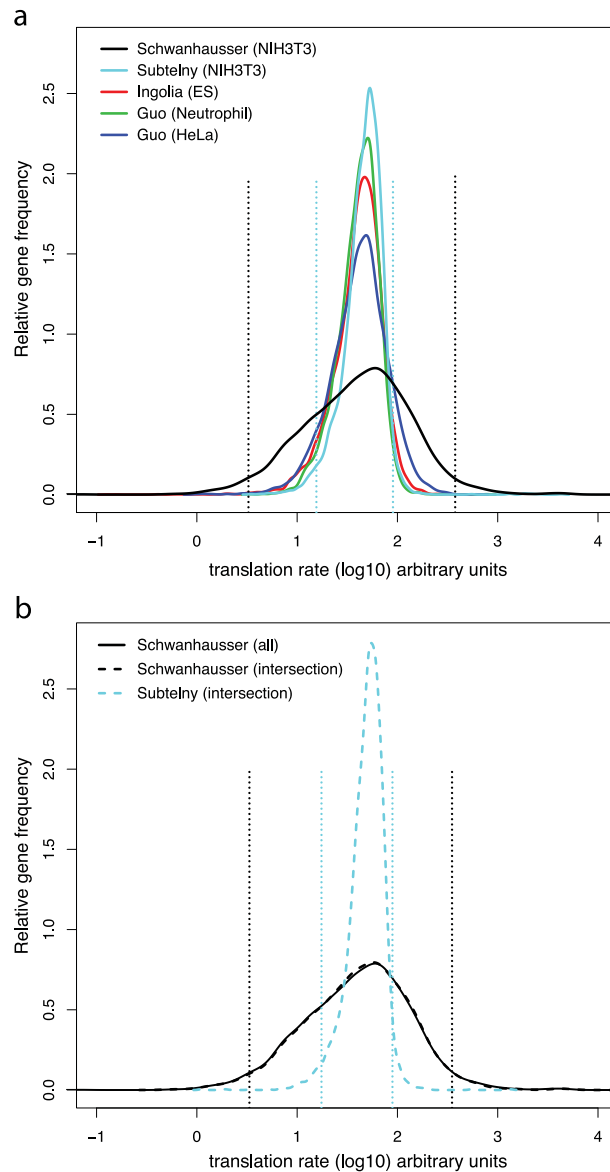 a
Schwanhausser (NIH3T3)
Subtelny (NIH3T3)
Ingolia (ES)
Guo (Neutrophil)
Guo (HeLa)
Relative gene frequency
2.5
2.0
1.5
1.0
0.5
0.0
−1 0 1 2 3 4
translation rate (log10) arbitrary units
b
Schwanhausser (all)
Schwanhausser (intersection)
Subtelny (intersection)
Relative gene frequency
2.5
2.0
1.5
1.0
0.5
0.0
−1 0 1 2 3 4
translation rate (log10) arbitrary units